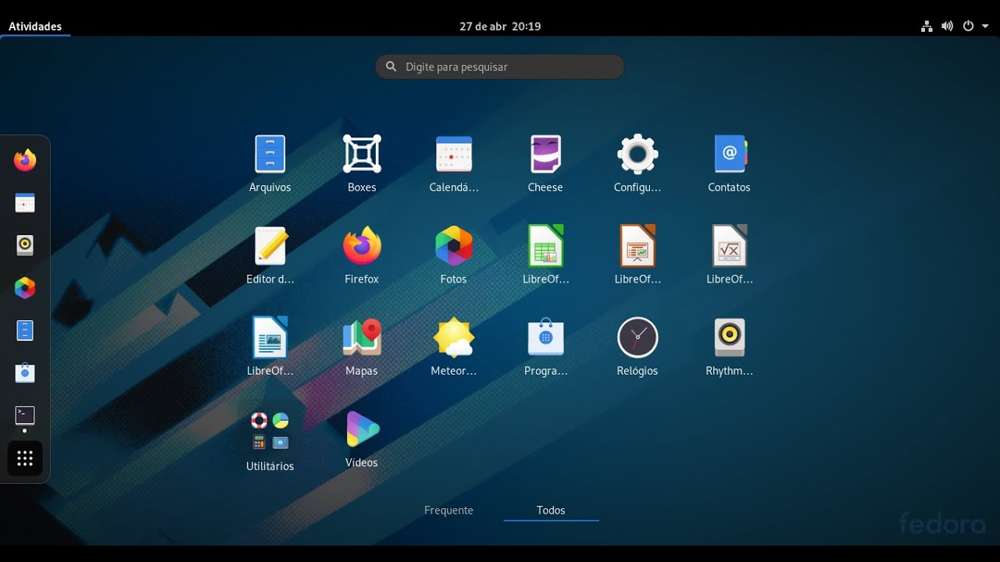 Atividades
27 de abr 20:19
Digite para pesquisar
Arquivos
Boxes
Calendá...
Cheese
Configu...
Contatos
Editor d...
Firefox
Fotos
LibreOf...
LibreOf...
LibreOf...
LibreOf...
Mapas
Meteor...
Progra...
Relógios
Rhythm...
Utilitários
Vídeos
Frequente
Todos
fedora